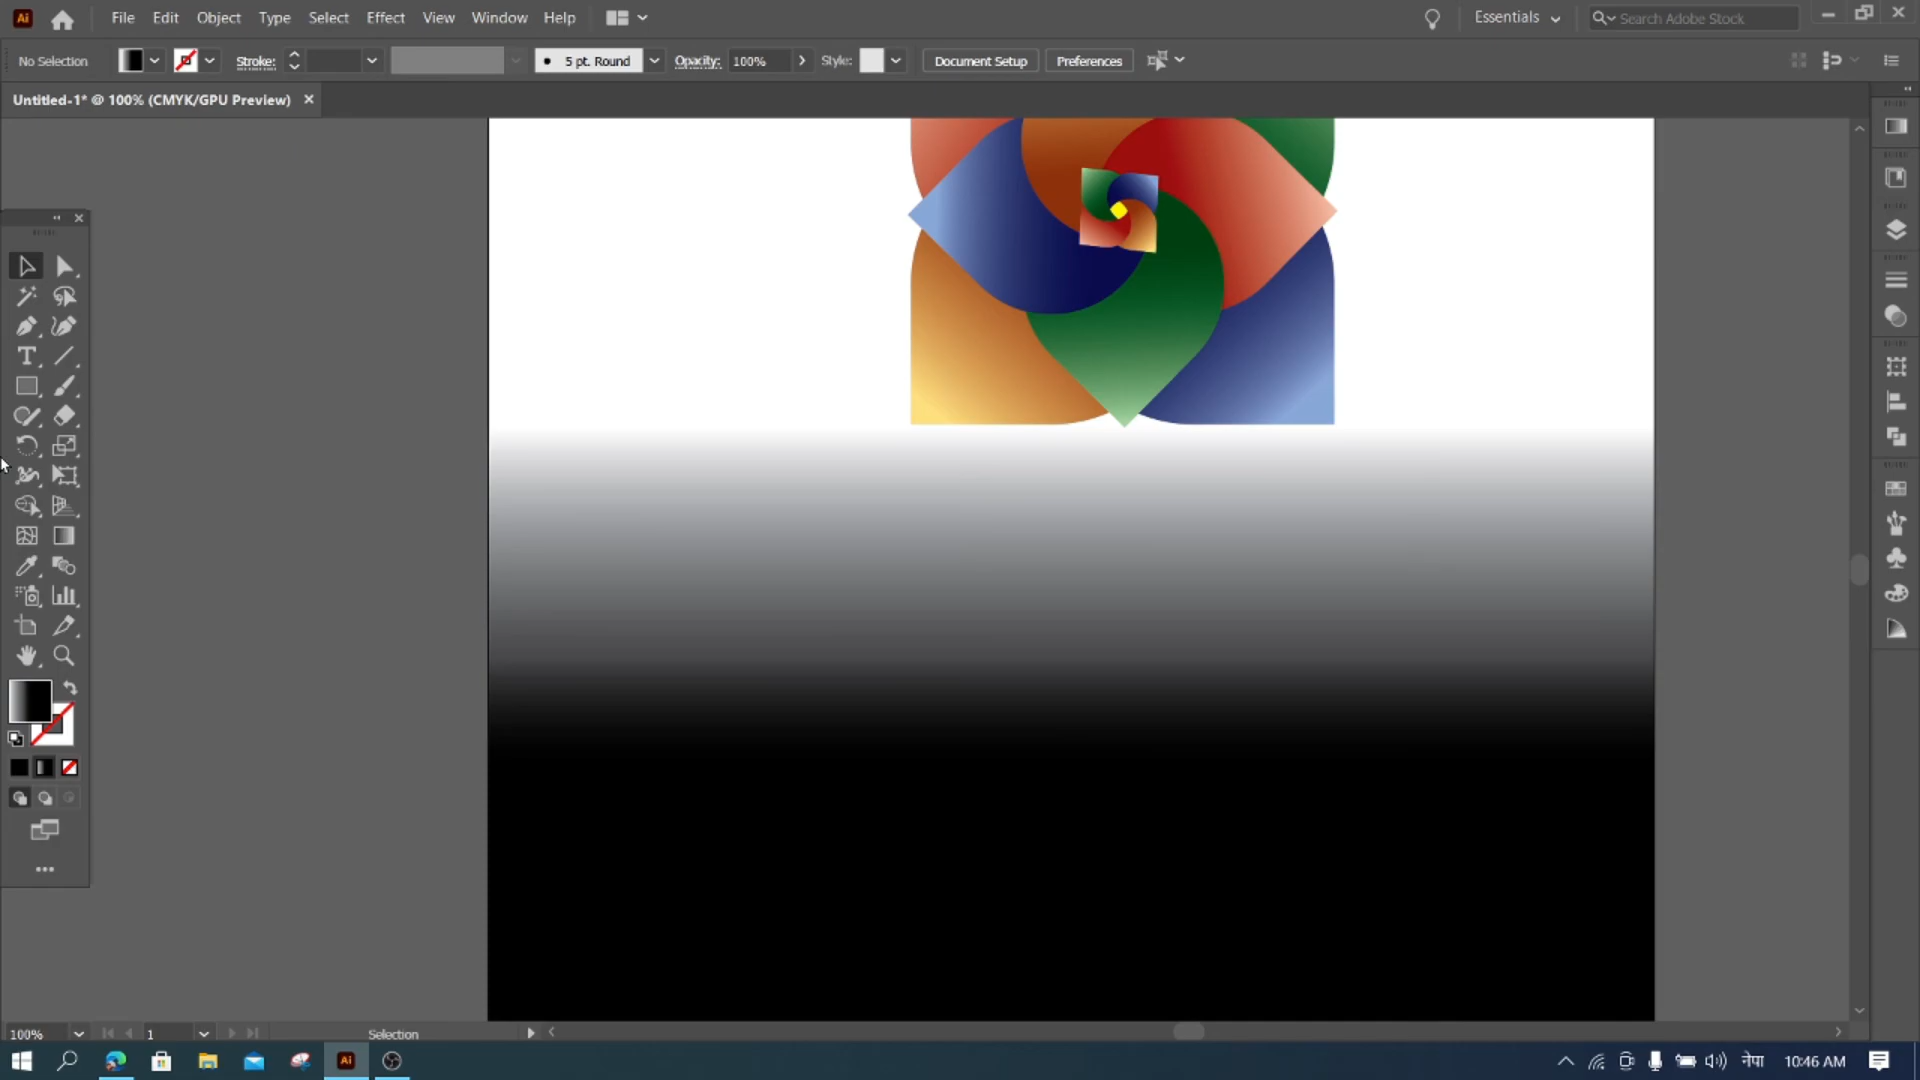 Ai File Edit Object Type Select Effect View Window Help Essentials Search Adobe Stock
No Selection Stroke: 5 pt. Round Opacity: 100% Style: Document Setup Preferences
Untitled-1* @ 100% (CMYK/GPU Preview)
T
100% 1 Selection
Ai नेपा 10:46 AM